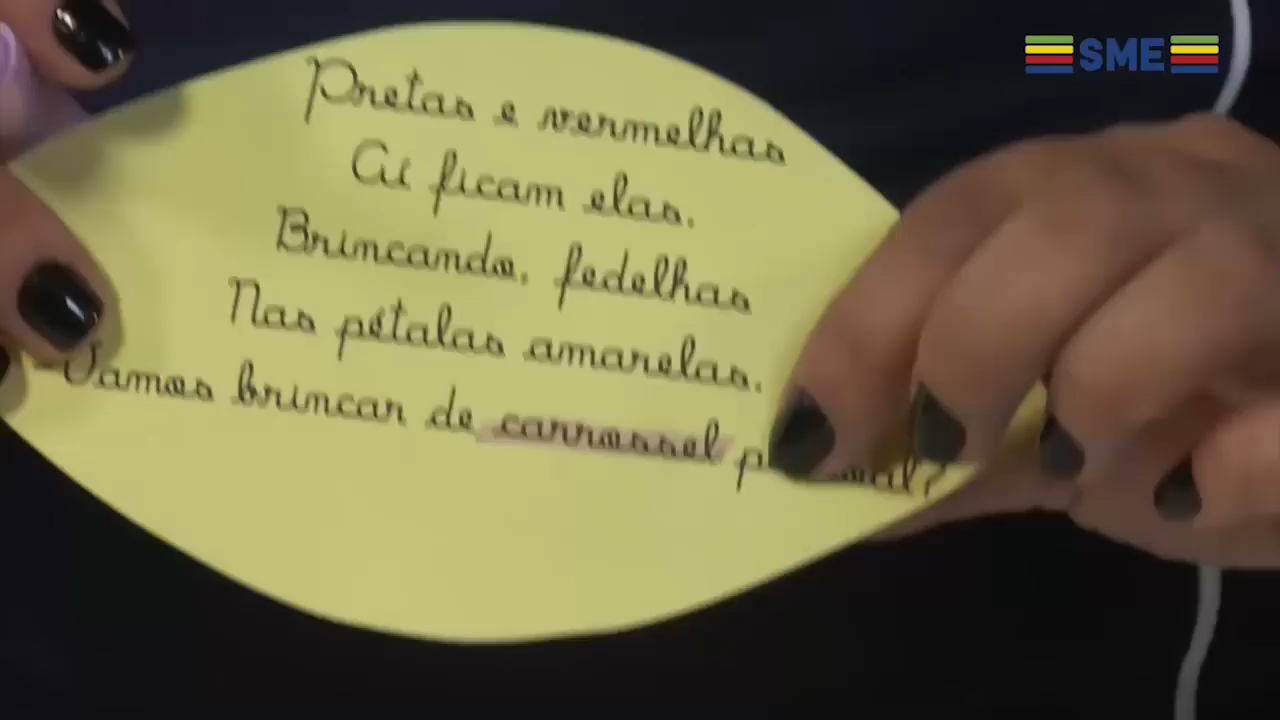 SME
Pretas e vermelhas
Aí ficam elas.
Brincando, fedelhas
Nas pétalas amarelas.
Vamos brincar de carrossel